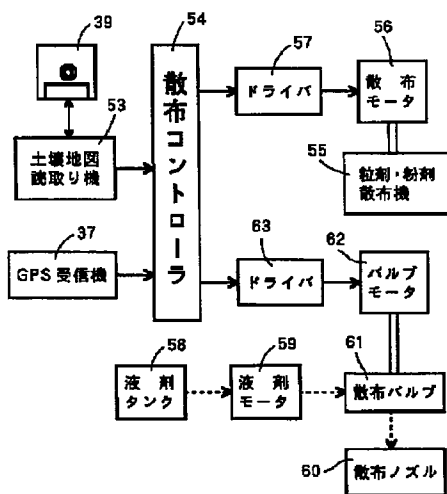 39
54
57
56
53
散布コントローラ
ドライバ
散布
モータ
土壌地図
読取り機
55
粒剤・粉剤
散布機
37
63
62
GPS受信機
ドライバ
バルブ
モータ
58
59
61
液剤
タンク
液剤
モータ
散布バルブ
60
散布ノズル